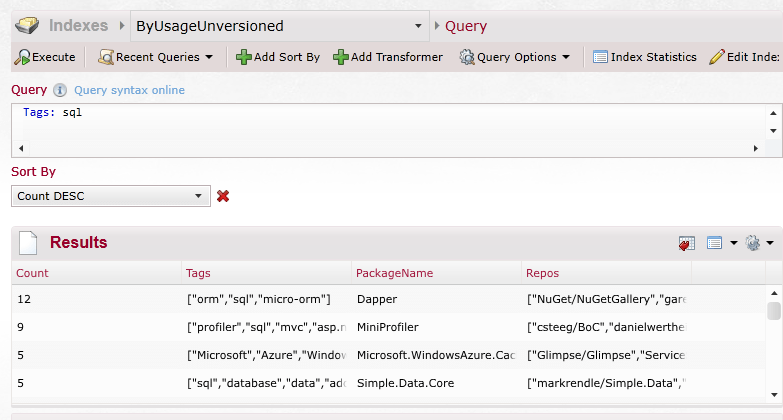 Indexes ByUsageUnversioned Query
Execute Recent Queries Add Sort By Add Transformer Query Options Index Statistics Edit Inde
Query Query syntax online
Tags: sql
Sort By
Count DESC
Results
Count Tags PackageName Repos
12 ["orm","sql","micro-orm"] Dapper ["NuGet/NuGetGallery","gare
9 ["profiler","sql","mvc","asp.n MiniProfiler ["csteeg/BoC","danielwerthe
5 ["Microsoft","Azure","Window Microsoft.WindowsAzure.Cac ["Glimpse/Glimpse","Service
5 ["sql","database","data","ado Simple.Data.Core ["markrendle/Simple.Data","